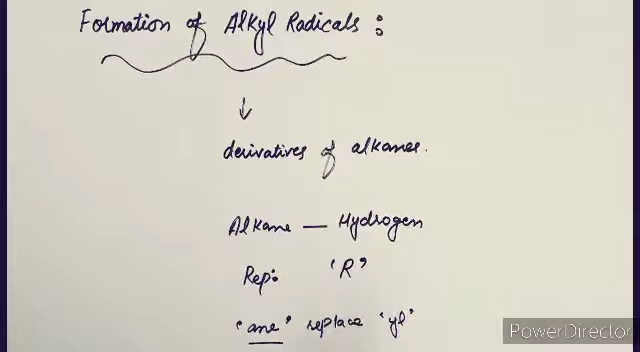 Formation of Alkyl Radicals :
↓
derivatives of alkanes.
Alkane — Hydrogen
Rep: 'R'
'ane' replace 'yl'
PowerDirector